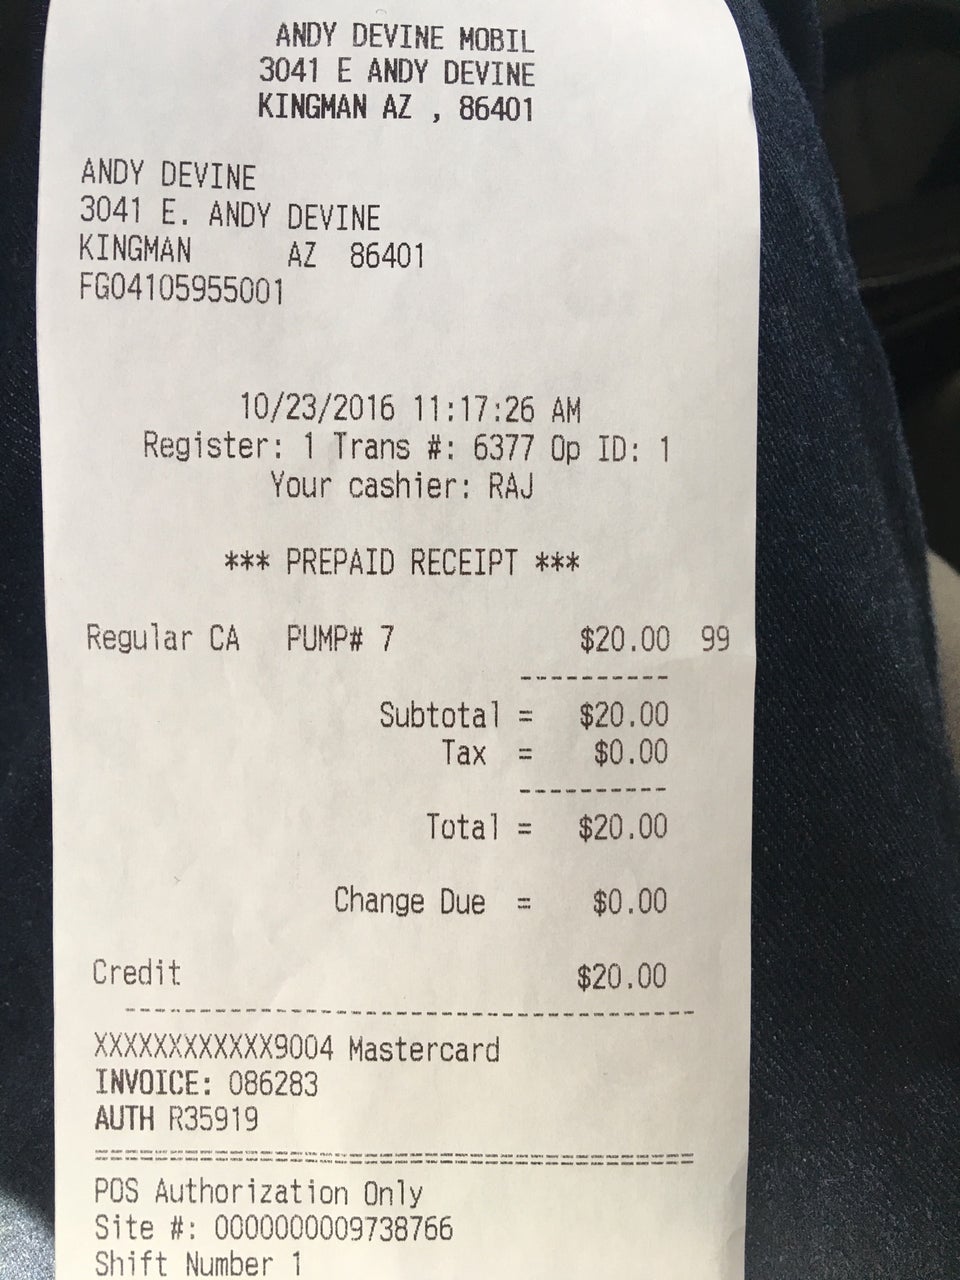 ANDY DEVINE MOBIL
3041 E ANDY DEVINE
KINGMAN AZ , 86401
ANDY DEVINE
3041 E. ANDY DEVINE
KINGMAN AZ 86401
FG04105955001
10/23/2016 11:17:26 AM
Register: 1 Trans #: 6377 Op ID: 1
Your cashier: RAJ
*** PREPAID RECEIPT ***
Regular CA PUMP# 7 $20.00 99
----------
Subtotal = $20.00
Tax = $0.00
----------
Total = $20.00
Change Due = $0.00
Credit $20.00
XXXXXXXXXXXX9004 Mastercard
INVOICE: 086283
AUTH R35919
POS Authorization Only
Site #: 0000000009738766
Shift Number 1